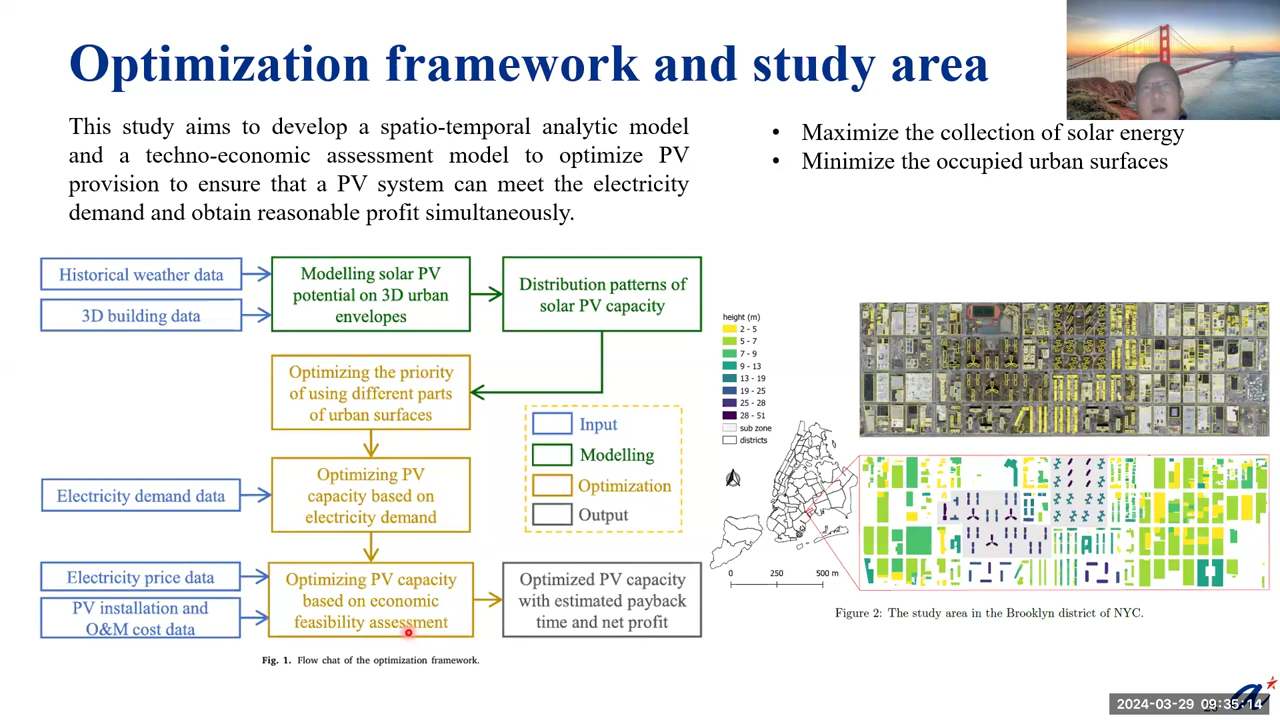 Optimization framework and study area
This study aims to develop a spatio-temporal analytic model
and a techno-economic assessment model to optimize PV
provision to ensure that a PV system can meet the electricity
demand and obtain reasonable profit simultaneously.
• Maximize the collection of solar energy
• Minimize the occupied urban surfaces
Historical weather data
3D building data
Modelling solar PV
potential on 3D urban
envelopes
Distribution patterns of
solar PV capacity
Optimizing the priority
of using different parts
of urban surfaces
Electricity demand data
Optimizing PV
capacity based on
electricity demand
Input
Modelling
Optimization
Output
Electricity price data
PV installation and
O&M cost data
Optimizing PV capacity
based on economic
feasibility assessment
Optimized PV capacity
with estimated payback
time and net profit
Fig. 1. Flow chat of the optimization framework.
height (m)
2 - 5
5 - 7
7 - 9
9 - 13
13 - 19
19 - 25
25 - 28
28 - 51
sub zone
districts
0 250 500 m
Figure 2: The study area in the Brooklyn district of NYC.
2024-03-29 09:35:14